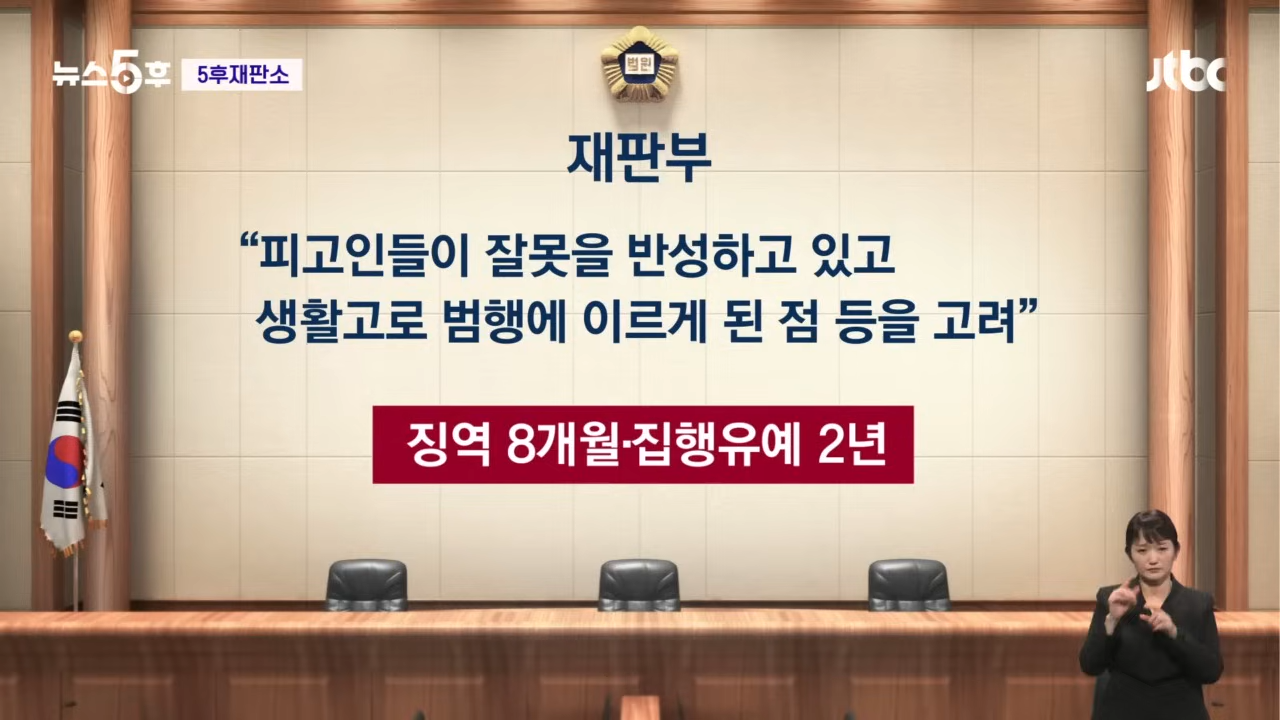 뉴스5후
5후재판소
jtbc
법원
재판부
“피고인들이 잘못을 반성하고 있고
생활고로 범행에 이르게 된 점 등을 고려”
징역 8개월·집행유예 2년